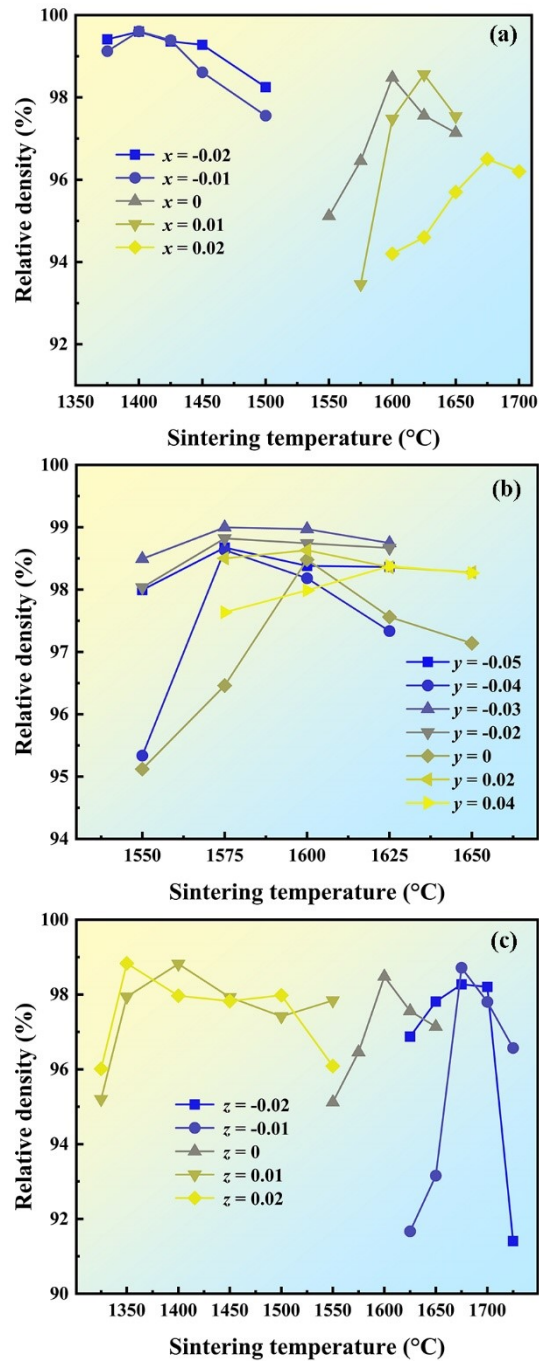 (a)
100
98
96
94
92
Relative density (%)
x = -0.02
x = -0.01
x = 0
x = 0.01
x = 0.02
1350 1400 1450 1500 1550 1600 1650 1700
Sintering temperature (°C)
(b)
100
99
98
97
96
95
94
Relative density (%)
y = -0.05
y = -0.04
y = -0.03
y = -0.02
y = 0
y = 0.02
y = 0.04
1550 1575 1600 1625 1650
Sintering temperature (°C)
(c)
100
98
96
94
92
90
Relative density (%)
z = -0.02
z = -0.01
z = 0
z = 0.01
z = 0.02
1350 1400 1450 1500 1550 1600 1650 1700
Sintering temperature (°C)